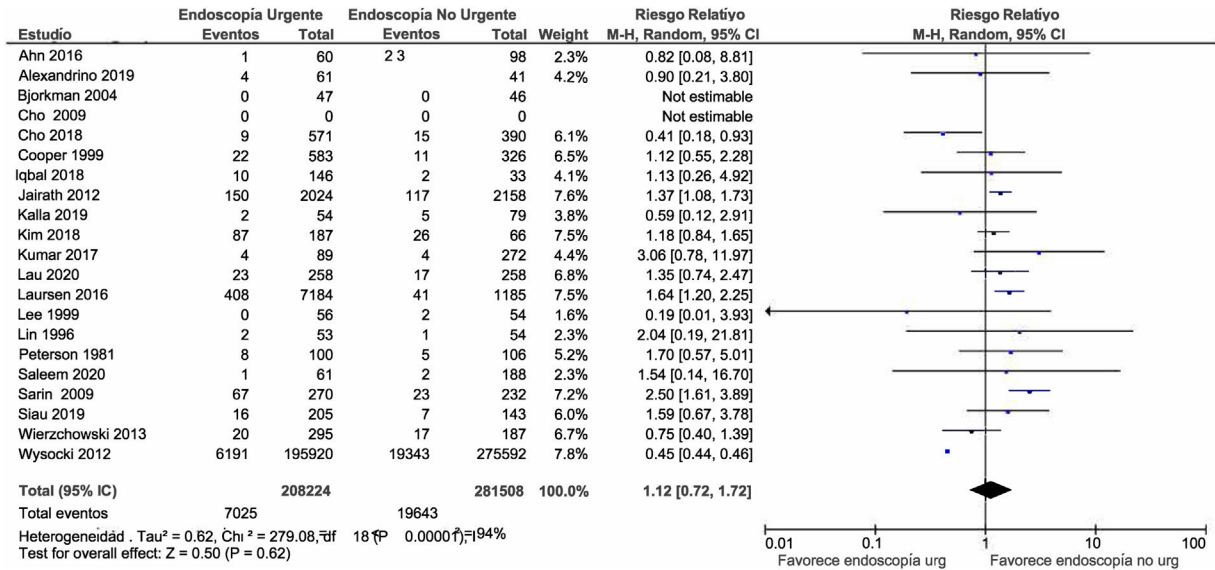 Endoscopía Urgente Endoscopía No Urgente Riesgo Relativo Riesgo Relativo
Estudio Eventos Total Eventos Total Weight M-H, Random, 95% CI M-H, Random, 95% CI
Ahn 2016 1 60 2 3 98 2.3% 0.82 [0.08, 8.81]
Alexandrino 2019 4 61 41 4.2% 0.90 [0.21, 3.80]
Bjorkman 2004 0 47 0 46 Not estimable
Cho 2009 0 0 0 0 Not estimable
Cho 2018 9 571 15 390 6.1% 0.41 [0.18, 0.93]
Cooper 1999 22 583 11 326 6.5% 1.12 [0.55, 2.28]
Iqbal 2018 10 146 2 33 4.1% 1.13 [0.26, 4.92]
Jairath 2012 150 2024 117 2158 7.6% 1.37 [1.08, 1.73]
Kalla 2019 2 54 5 79 3.8% 0.59 [0.12, 2.91]
Kim 2018 87 187 26 66 7.5% 1.18 [0.84, 1.65]
Kumar 2017 4 89 4 272 4.4% 3.06 [0.78, 11.97]
Lau 2020 23 258 17 258 6.8% 1.35 [0.74, 2.47]
Laursen 2016 408 7184 41 1185 7.5% 1.64 [1.20, 2.25]
Lee 1999 0 56 2 54 1.6% 0.19 [0.01, 3.93]
Lin 1996 2 53 1 54 2.3% 2.04 [0.19, 21.81]
Peterson 1981 8 100 5 106 5.2% 1.70 [0.57, 5.01]
Saleem 2020 1 61 2 188 2.3% 1.54 [0.14, 16.70]
Sarin 2009 67 270 23 232 7.2% 2.50 [1.61, 3.89]
Siau 2019 16 205 7 143 6.0% 1.59 [0.67, 3.78]
Wierzchowski 2013 20 295 17 187 6.7% 0.75 [0.40, 1.39]
Wysocki 2012 6191 195920 19343 275592 7.8% 0.45 [0.44, 0.46]
Total (95% IC) 208224 281508 100.0% 1.12 [0.72, 1.72]
Total eventos 7025 19643
Heterogeneidad . Tau² = 0.62, Chi ² = 279.08, df 18 (P 0.00001), I² 94%
Test for overall effect: Z = 0.50 (P = 0.62)
0.01 0.1 1 10 100
Favorece endoscopía urg Favorece endoscopía no urg